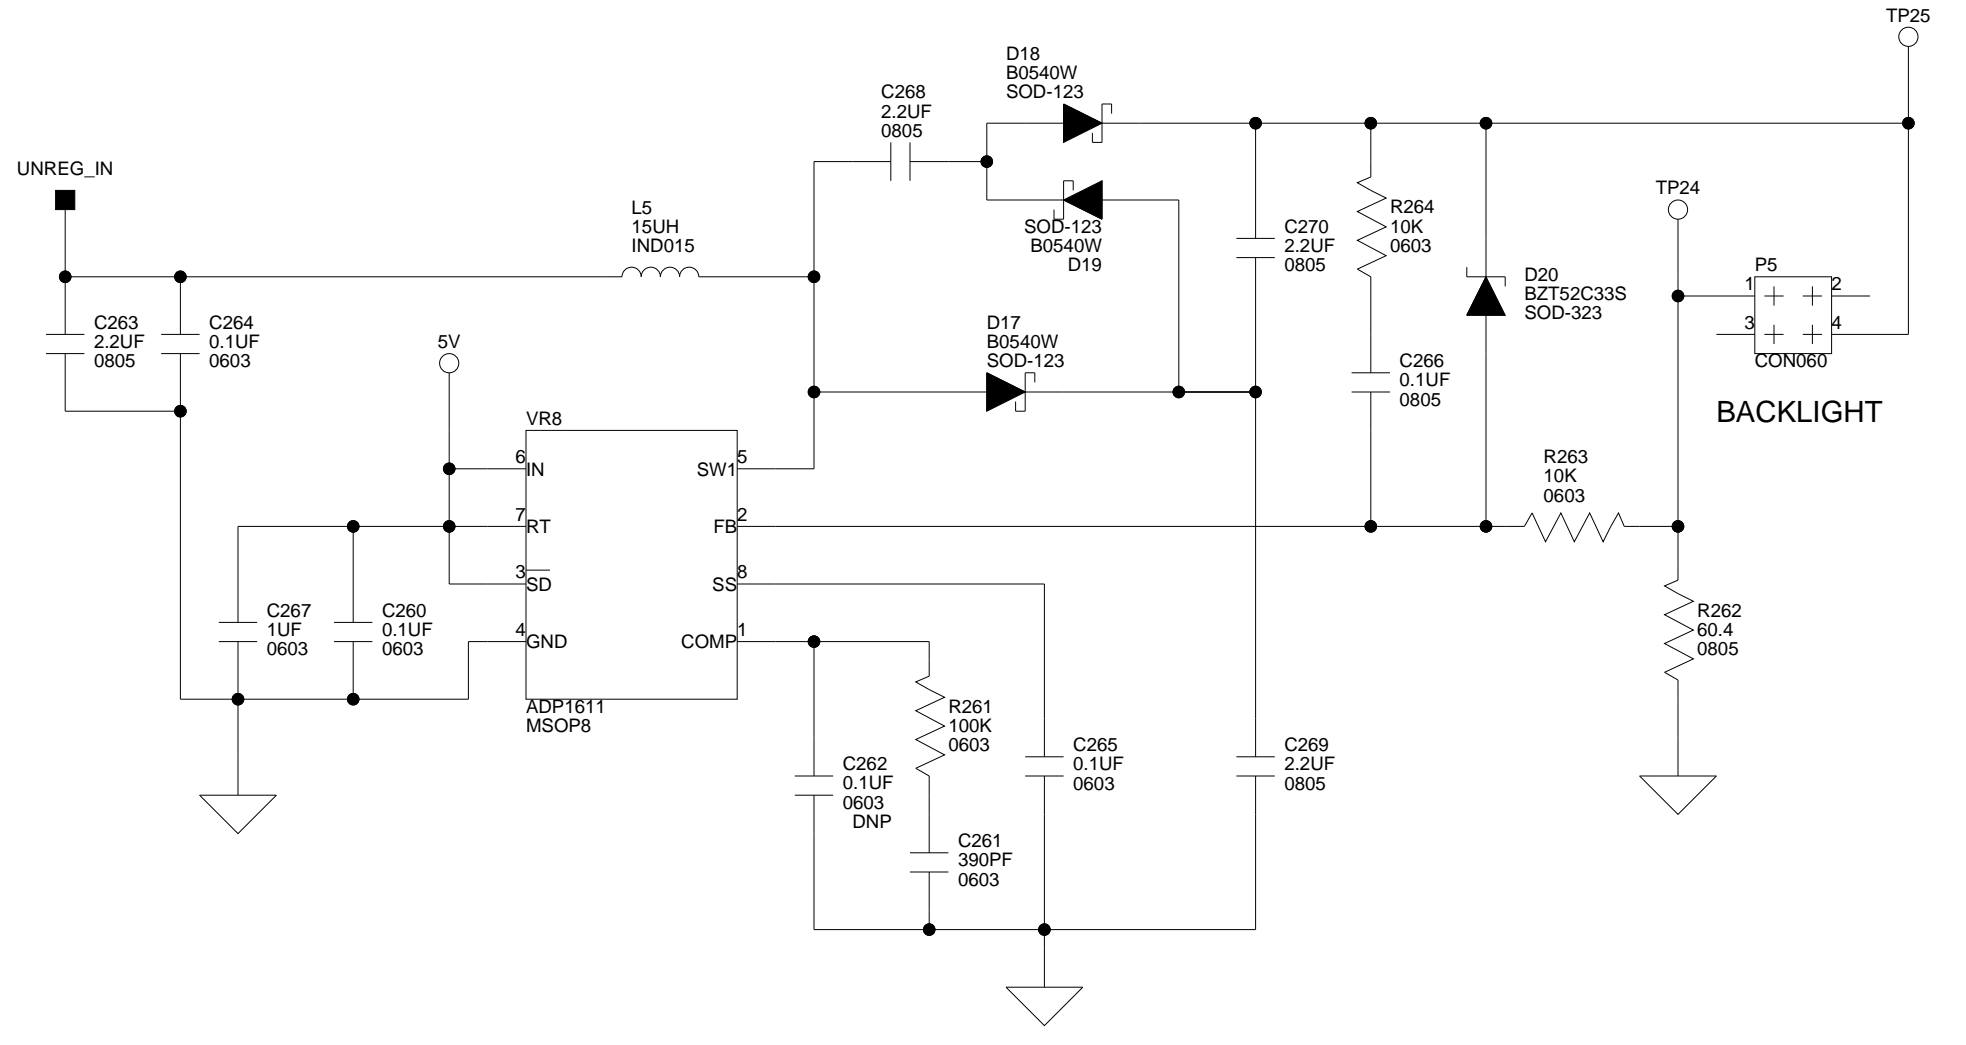 TP25
D18
B0540W
SOD-123
C268
2.2UF
0805
UNREG_IN
TP24
L5
15UH
IND015
SOD-123
B0540W
D19
C270
2.2UF
0805
R264
10K
0603
D20
BZT52C33S
SOD-323
P5
1
2
3
4
CON060
BACKLIGHT
C263
2.2UF
0805
C264
0.1UF
0603
5V
D17
B0540W
SOD-123
C266
0.1UF
0805
VR8
6
IN
7
RT
3
SD
4
GND
SW1
5
FB
2
SS
8
COMP
1
ADP1611
MSOP8
R263
10K
0603
C267
1UF
0603
C260
0.1UF
0603
R262
60.4
0805
R261
100K
0603
C262
0.1UF
0603
DNP
C265
0.1UF
0603
C269
2.2UF
0805
C261
390PF
0603